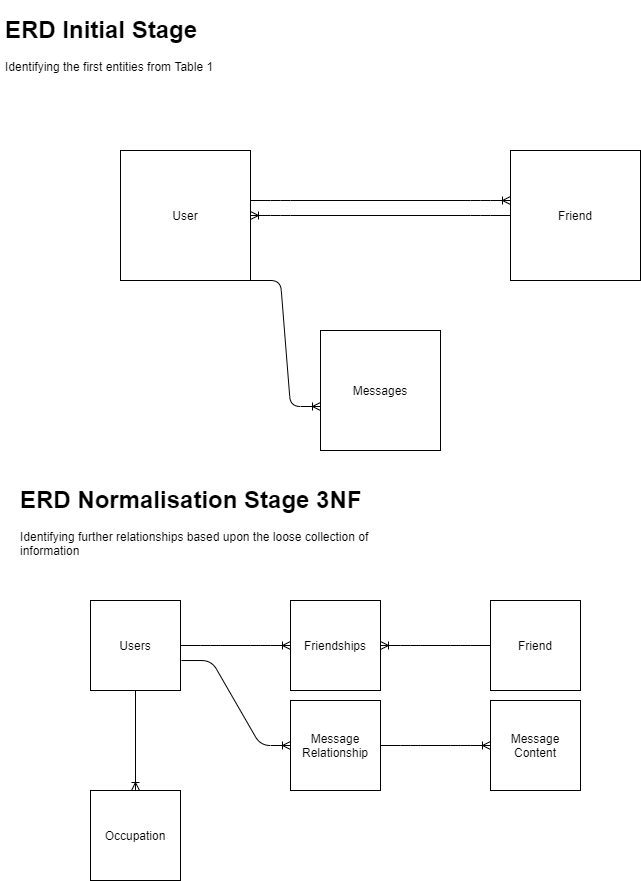 ERD Initial Stage
Identifying the first entities from Table 1
User
Friend
Messages
ERD Normalisation Stage 3NF
Identifying further relationships based upon the loose collection of
information
Users
Friendships
Friend
Message
Relationship
Message
Content
Occupation